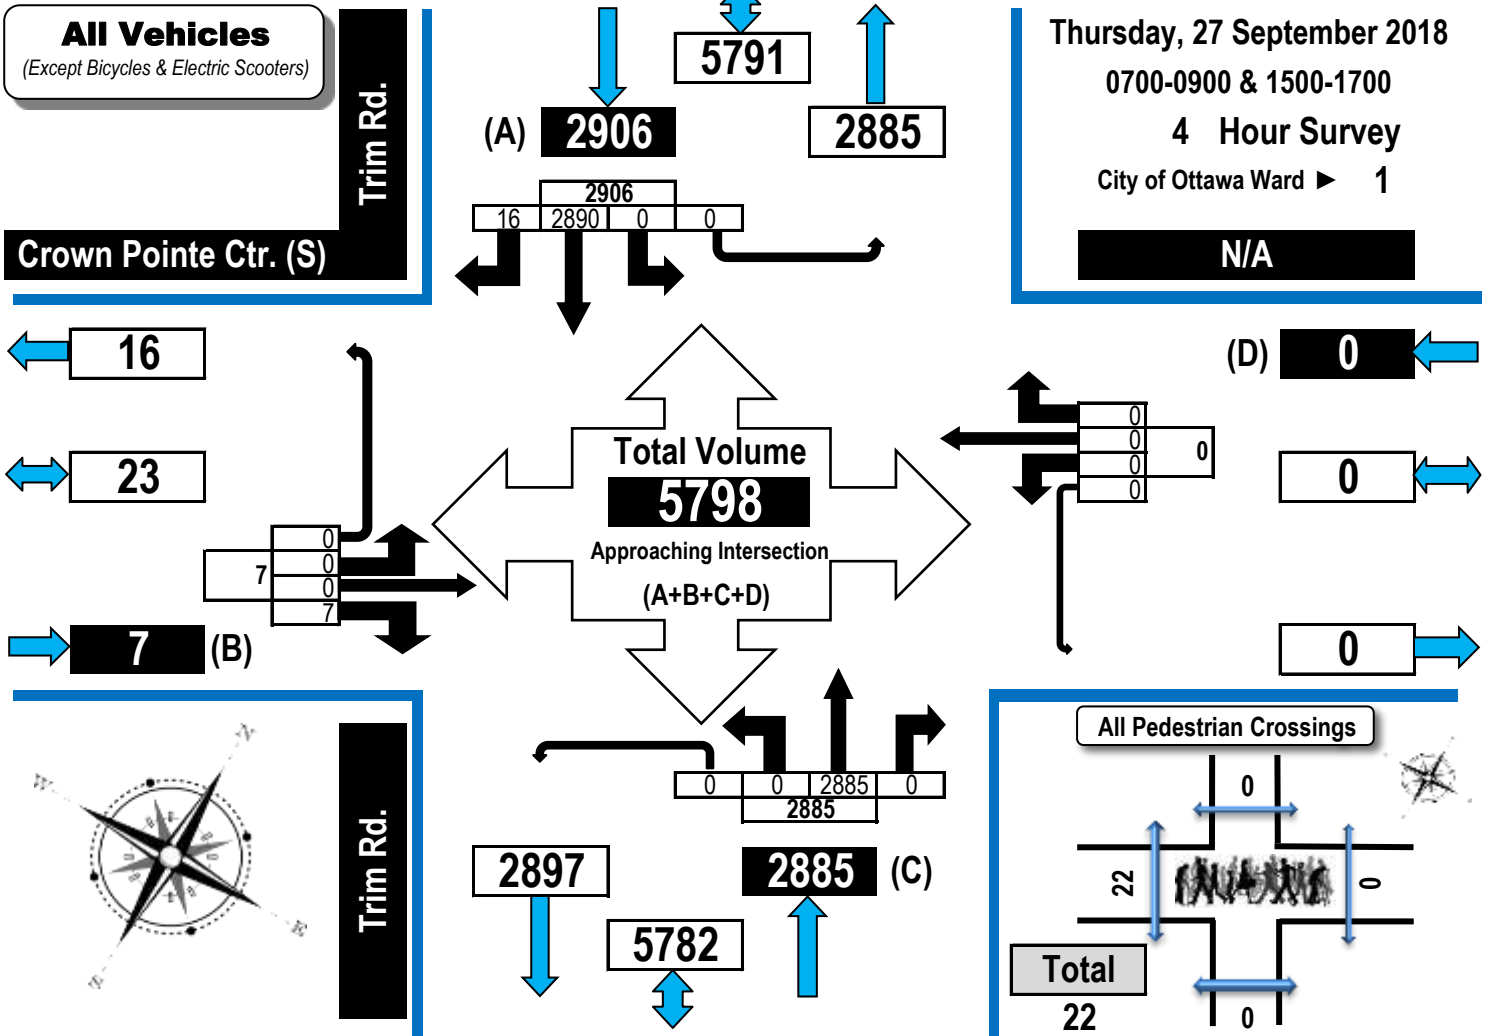 All Vehicles
(Except Bicycles & Electric Scooters)
Trim Rd.
Crown Pointe Ctr. (S)
5791
(A) 2906
2885
2906
16 2890 0 0
Thursday, 27 September 2018
0700-0900 & 1500-1700
4 Hour Survey
City of Ottawa Ward ► 1
N/A
16
23
0
0
7
0
7
7 (B)
Total Volume
5798
Approaching Intersection
(A+B+C+D)
(D) 0
0
0
0
0
0
0
0
N
W
E
S
Trim Rd.
0 0 2885 0
2885
2897
2885 (C)
5782
All Pedestrian Crossings
0
22
0
Total
22
0